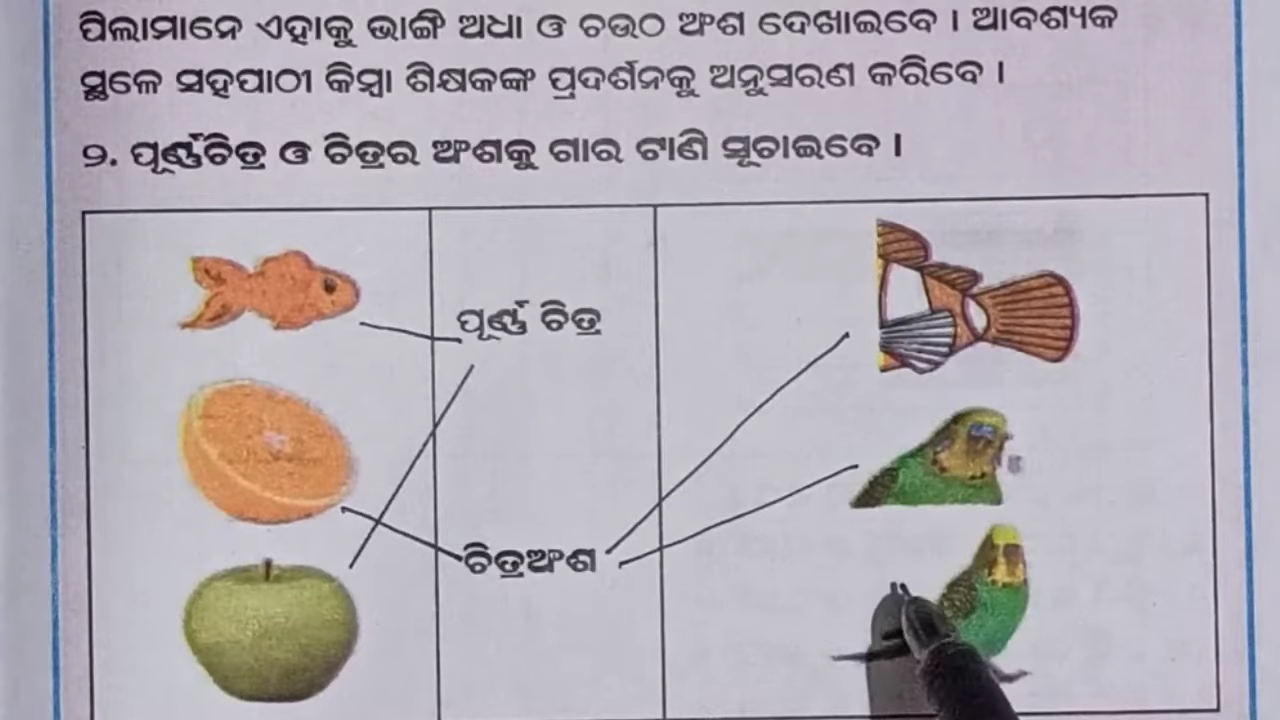 ପିଲାମାନେ ଏହାକୁ ଭାଙ୍ଗି ଅଧା ଓ ଚଉଠ ଅଂଶ ଦେଖାଇବେ । ଆବଶ୍ୟକ
ସ୍ଥଳେ ସହପାଠୀ କିମ୍ବା ଶିକ୍ଷକଙ୍କ ପ୍ରଦର୍ଶନକୁ ଅନୁସରଣ କରିବେ ।
୨. ପୂର୍ଣ୍ଣଚିତ୍ର ଓ ଚିତ୍ରର ଅଂଶକୁ ଗାର ଟାଣି ସୂଚାଇବେ ।
ପୂର୍ଣ୍ଣ ଚିତ୍ର
ଚିତ୍ରଅଂଶ